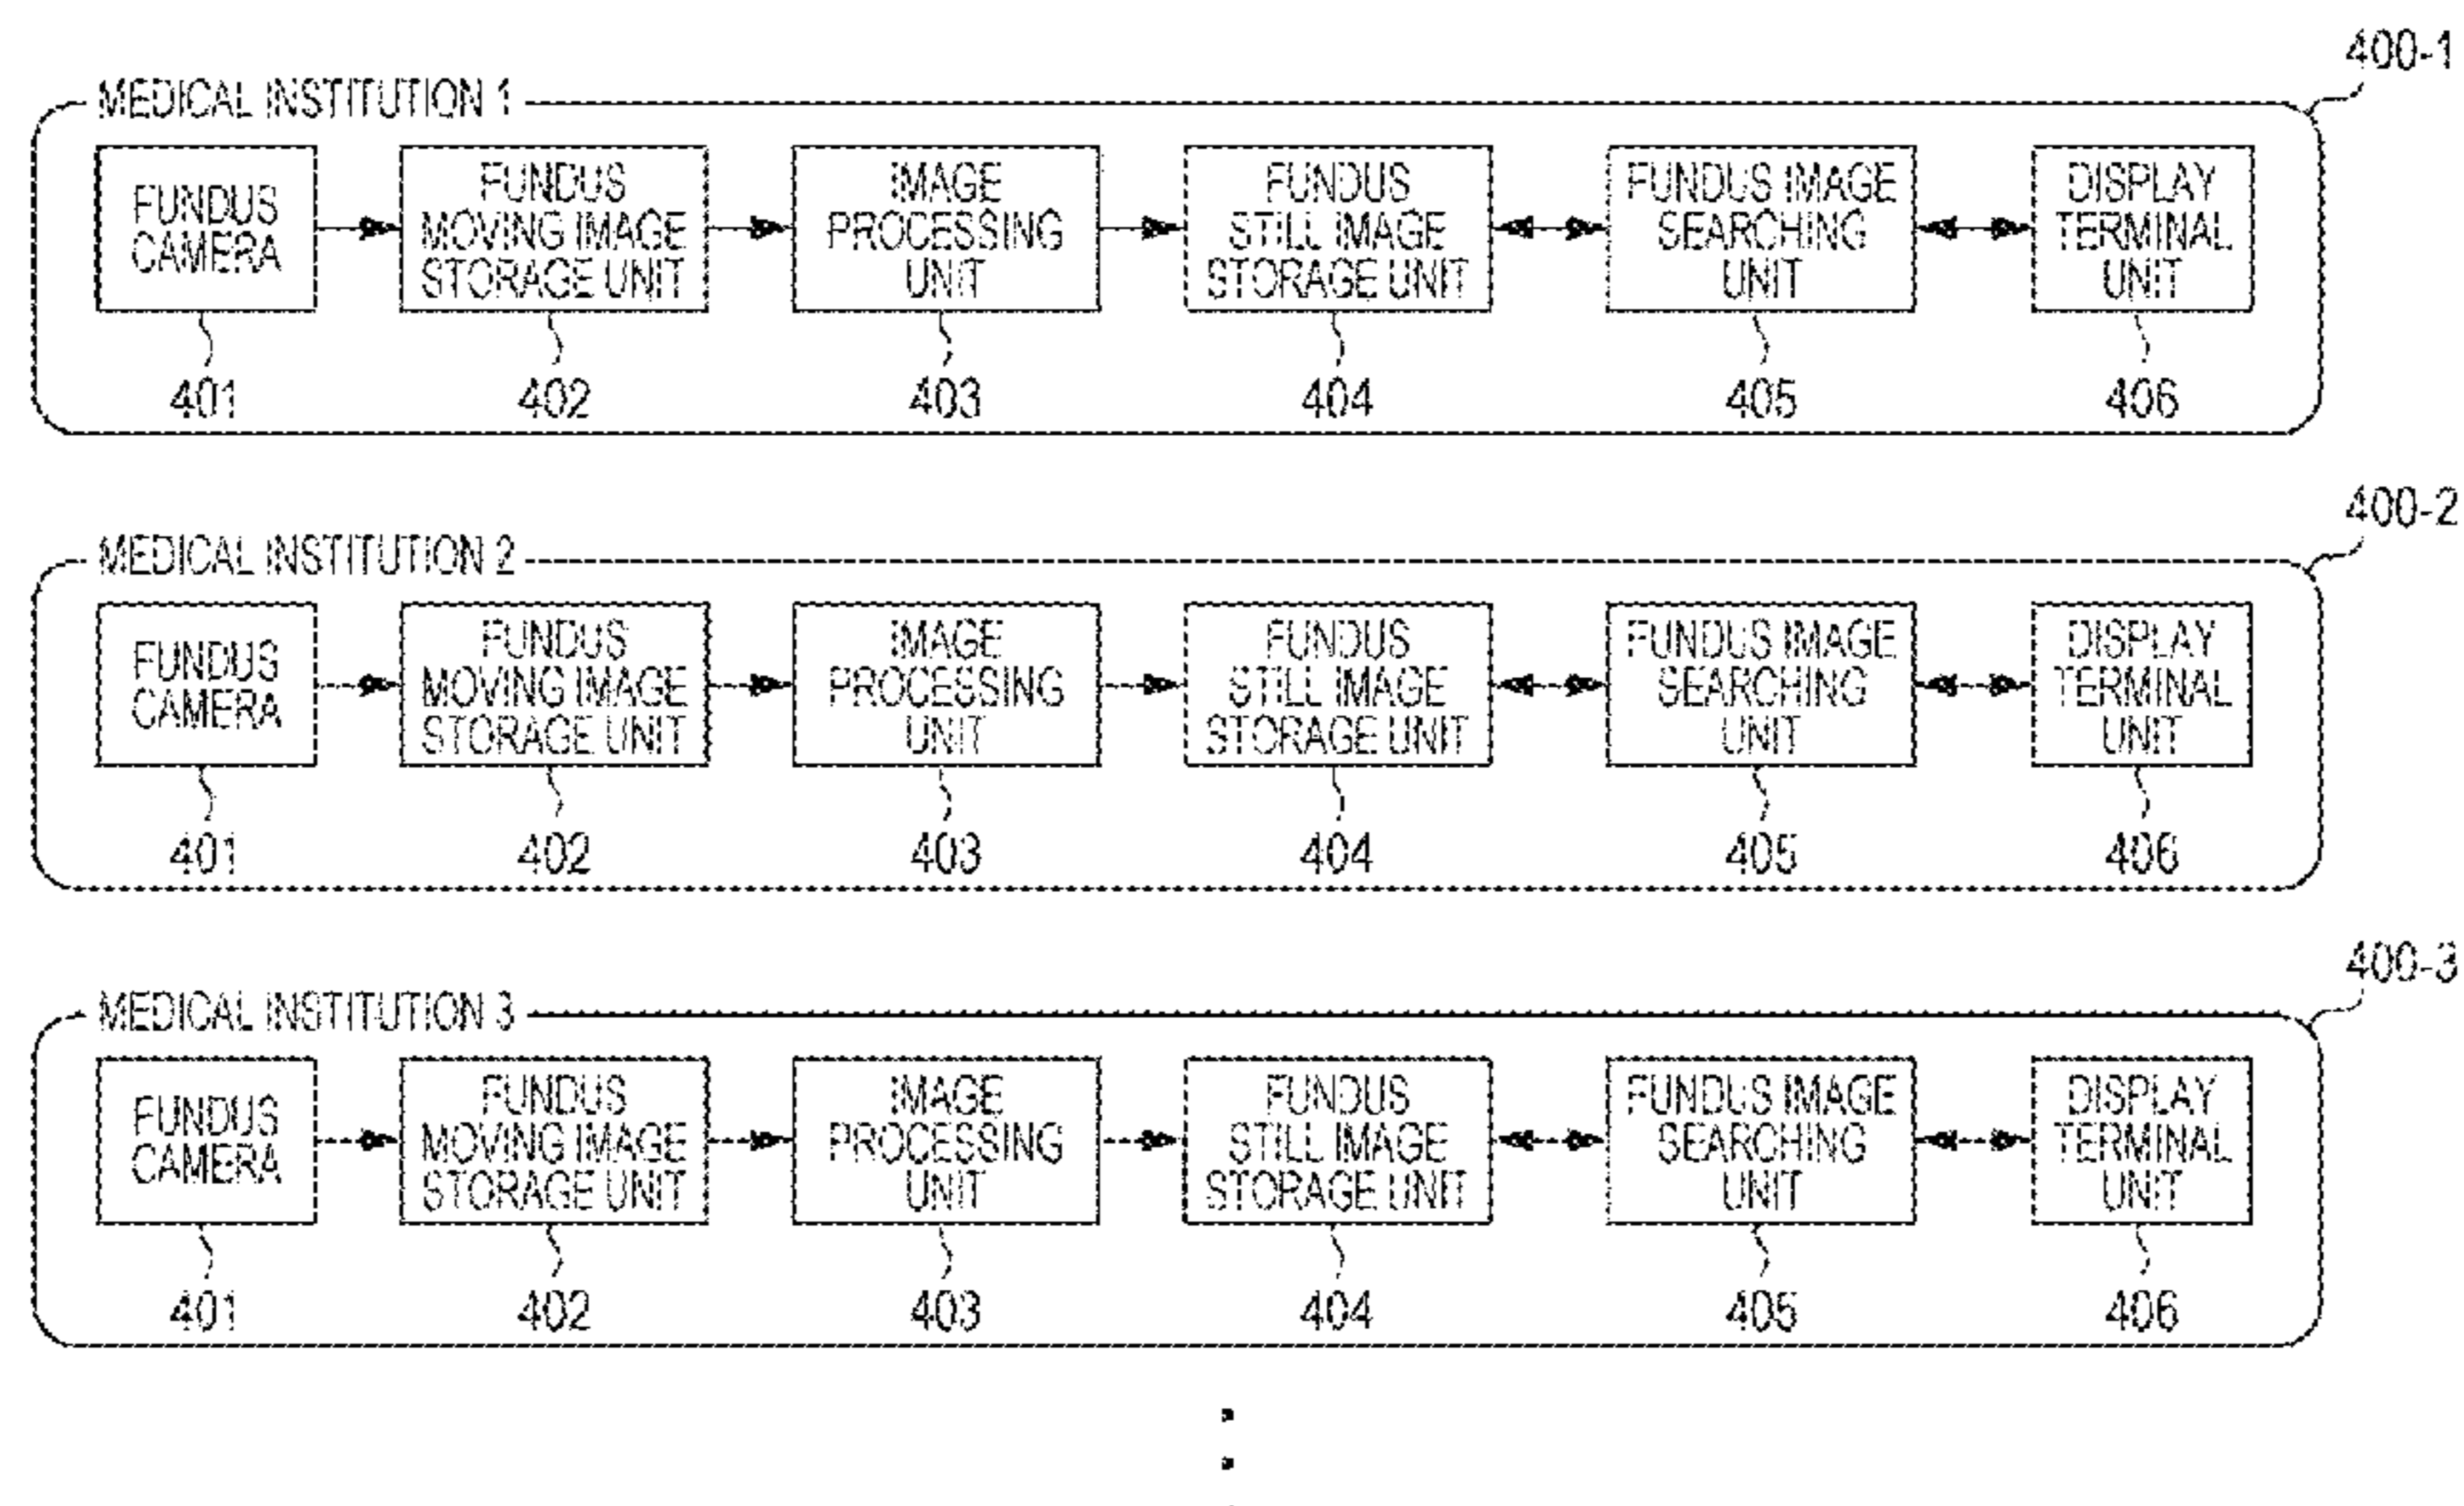 400-1
MEDICAL INSTITUTION 1
FUNDUS
CAMERA
FUNDUS
MOVING IMAGE
STORAGE UNIT
IMAGE
PROCESSING
UNIT
FUNDUS
STILL IMAGE
STORAGE UNIT
FUNDUS IMAGE
SEARCHING
UNIT
DISPLAY
TERMINAL
UNIT
401
402
403
404
405
406
400-2
MEDICAL INSTITUTION 2
FUNDUS
CAMERA
FUNDUS
MOVING IMAGE
STORAGE UNIT
IMAGE
PROCESSING
UNIT
FUNDUS
STILL IMAGE
STORAGE UNIT
FUNDUS IMAGE
SEARCHING
UNIT
DISPLAY
TERMINAL
UNIT
401
402
403
404
405
406
400-3
MEDICAL INSTITUTION 3
FUNDUS
CAMERA
FUNDUS
MOVING IMAGE
STORAGE UNIT
IMAGE
PROCESSING
UNIT
FUNDUS
STILL IMAGE
STORAGE UNIT
FUNDUS IMAGE
SEARCHING
UNIT
DISPLAY
TERMINAL
UNIT
401
402
403
404
405
406